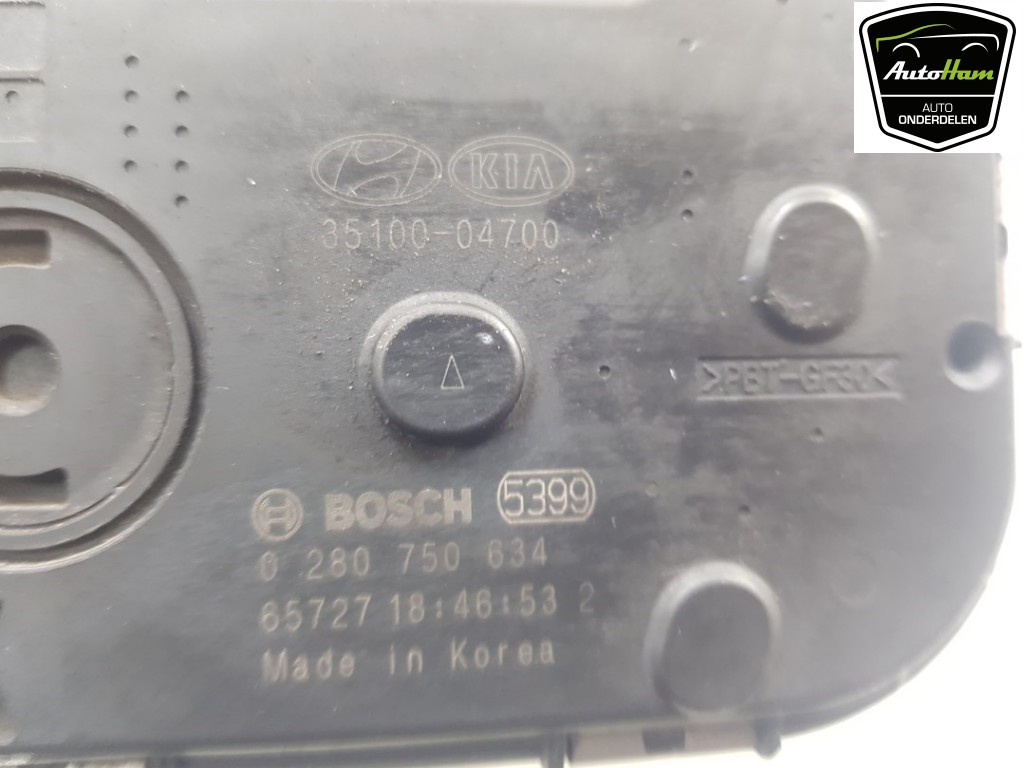 AutoHam
AUTO
ONDERDELEN
KIA
35100-04700
>PBT-GF30<
BOSCH 5399
0 280 750 634
65727 18:46:53 2
Made in Korea